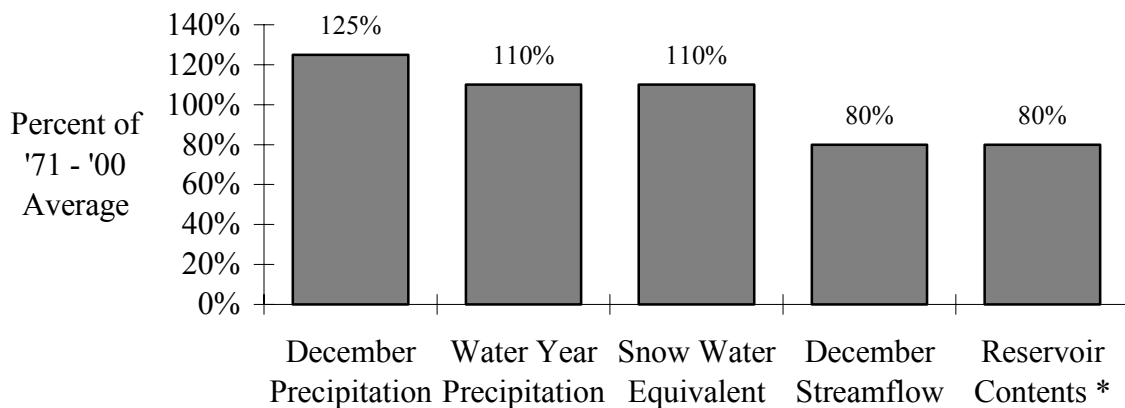 140%
120%
100%
80%
60%
40%
20%
0%
Percent of
'71 - '00
Average
125%
110%
110%
80%
80%
December
Precipitation
Water Year
Precipitation
Snow Water
Equivalent
December
Streamflow
Reservoir
Contents *